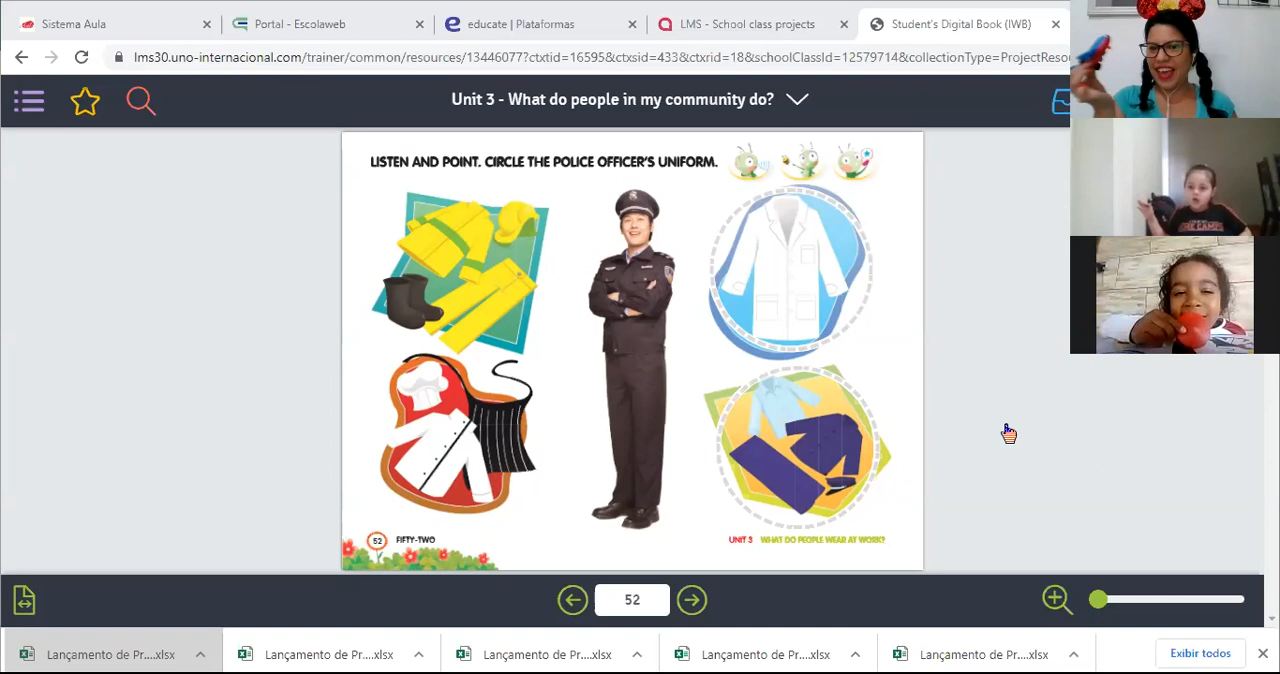 Sistema Aula
Portal - Escolaweb
educate | Plataformas
LMS - School class projects
Student's Digital Book (IWB)
lms30.uno-internacional.com/trainer/common/resource/    46077?ctxtid=16595&ctxsid=433&ctxrid=18&schoolClassId=12579714&collectionType=ProjectResou
Unit 3 - What do people in my community do?
LISTEN AND POINT. CIRCLE THE POLICE OFFICER'S UNIFORM.
52 FIFTY-TWO
UNIT 3 WHAT DO PEOPLE WEAR AT WORK?
52
Lançamento de Pr....xlsx
Lançamento de Pr....xlsx
Lançamento de Pr....xlsx
Lançamento de Pr....xlsx
Lançamento de Pr....xlsx
Exibir todos